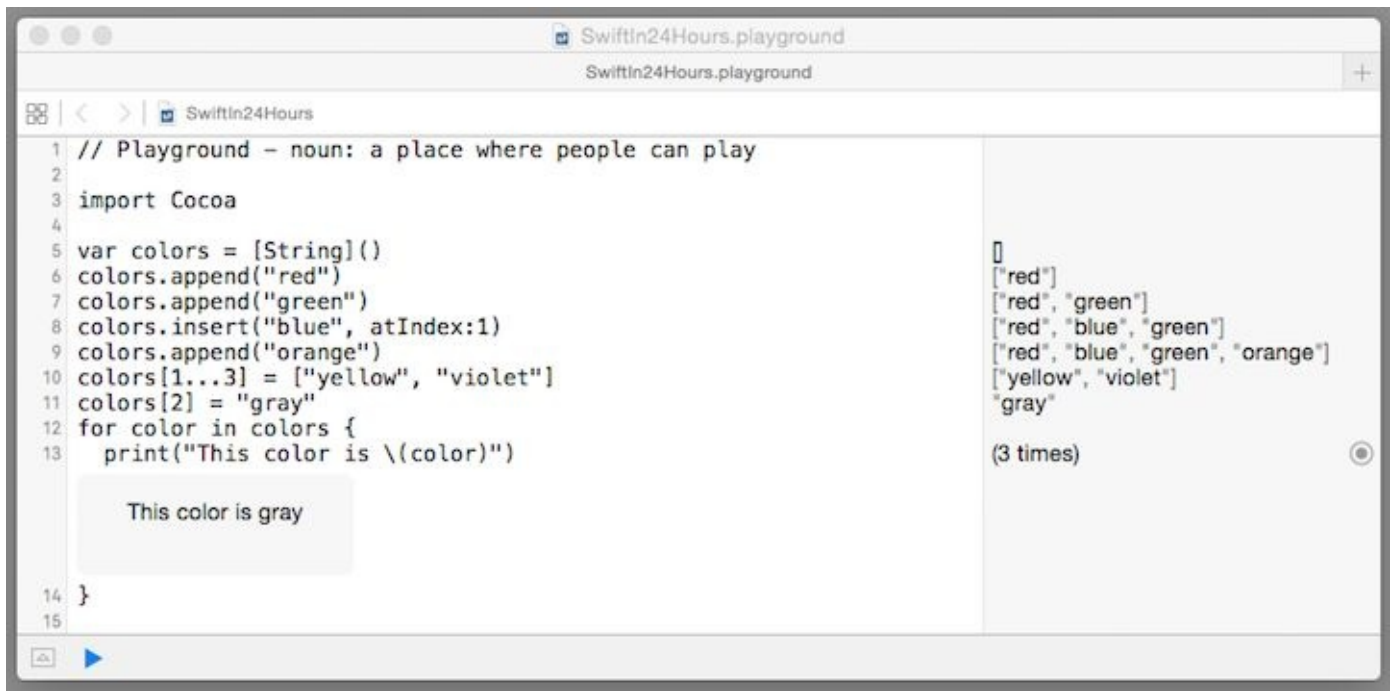 SwiftIn24Hours.playground
SwiftIn24Hours.playground
SwiftIn24Hours
1 // Playground – noun: a place where people can play
2
3 import Cocoa
4
5 var colors = [String]() []
6 colors.append("red") ["red"]
7 colors.append("green") ["red", "green"]
8 colors.insert("blue", atIndex:1) ["red", "blue", "green"]
9 colors.append("orange") ["red", "blue", "green", "orange"]
10 colors[1...3] = ["yellow", "violet"] ["yellow", "violet"]
11 colors[2] = "gray" "gray"
12 for color in colors {
13 print("This color is \(color)") (3 times)
This color is gray
14 }
15